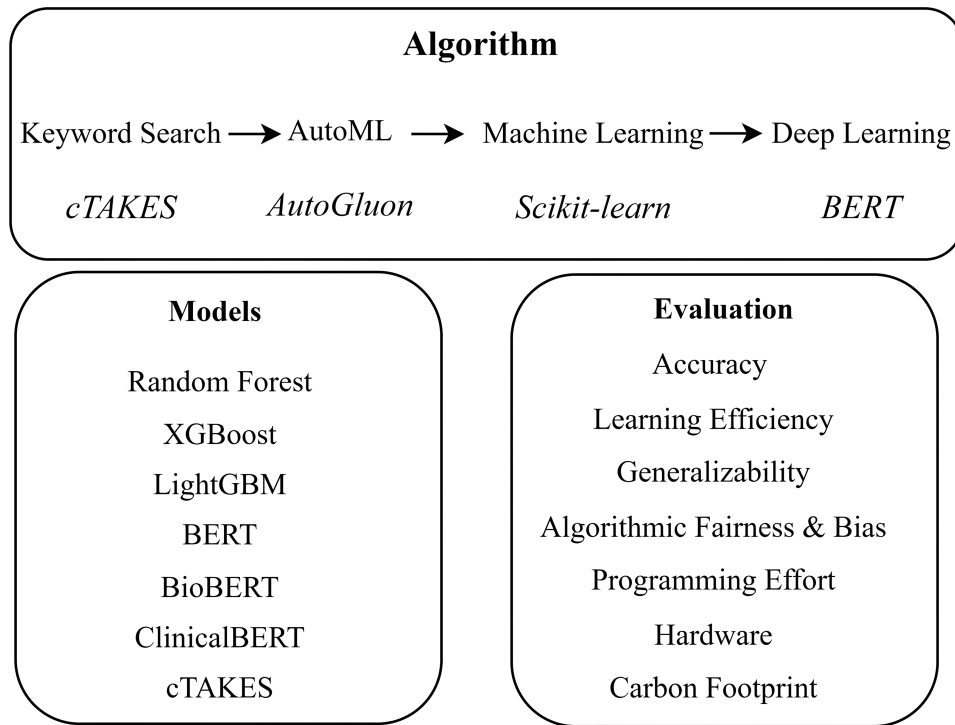 Algorithm
Keyword Search AutoML Machine Learning Deep Learning
cTAKES AutoGluon Scikit-learn BERT
Models
Random Forest
XGBoost
LightGBM
BERT
BioBERT
ClinicalBERT
cTAKES
Evaluation
Accuracy
Learning Efficiency
Generalizability
Algorithmic Fairness & Bias
Programming Effort
Hardware
Carbon Footprint